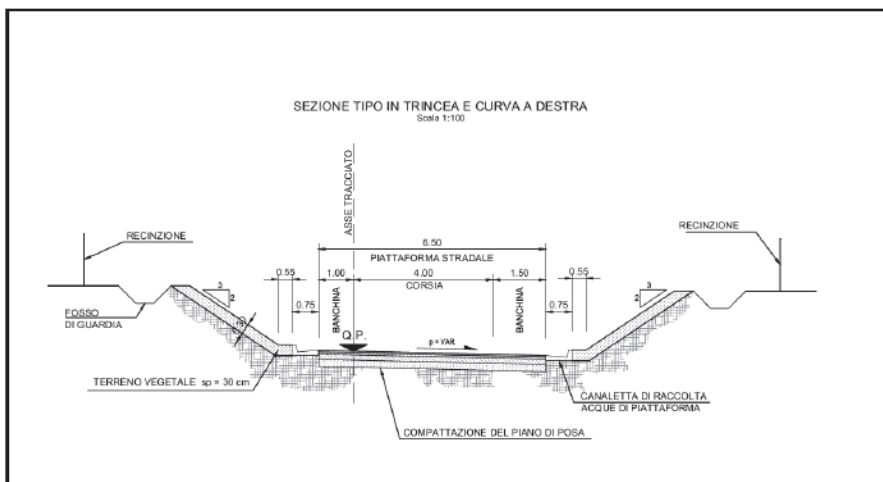 SEZIONE TIPO IN TRINCEA E CURVA A DESTRA
Scala 1:100
ASSE TRACCIATO
RECINZIONE
RECINZIONE
6.50
PIATTAFORMA STRADALE
0.55
1.00
4.00
1.50
0.55
CORSIA
3
2
3
2
0.75
0.75
BANCHINA
BANCHINA
FOSSO
DI GUARDIA
0.3
Q.P.
p = VAR.
TERRENO VEGETALE sp = 30 cm
CANALETTA DI RACCOLTA
ACQUE DI PIATTAFORMA
COMPATTAZIONE DEL PIANO DI POSA